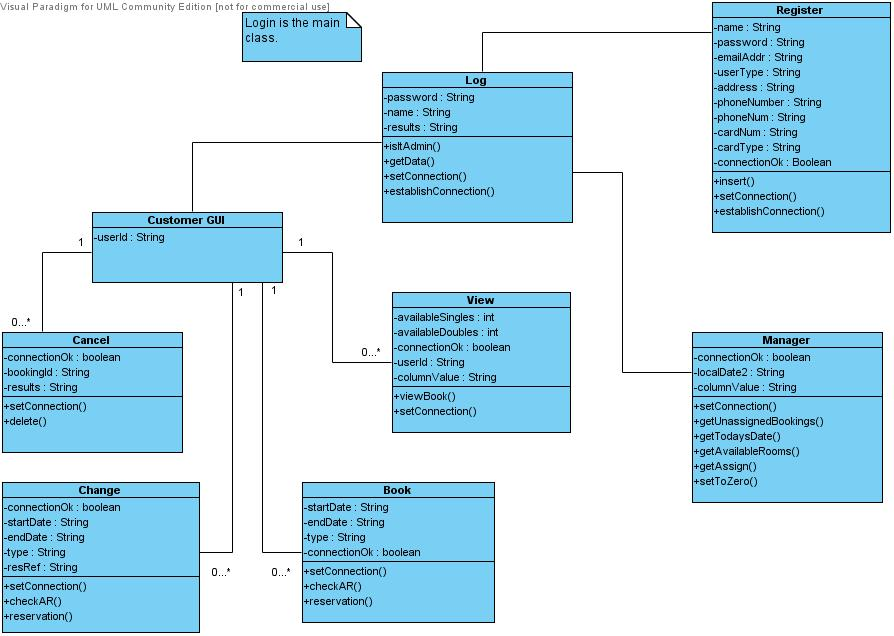 Visual Paradigm for UML Community Edition [not for commercial use]
Login is the main
class.
Register
-name : String
-password : String
-emailAddr : String
-userType : String
-address : String
-phoneNumber : String
-phoneNum : String
-cardNum : String
-cardType : String
-connectionOk : Boolean
+insert()
+setConnection()
+establishConnection()
Log
-password : String
-name : String
-results : String
+isItAdmin()
+getData()
+setConnection()
+establishConnection()
Customer GUI
-userId : String
1
1
1
1
0...*
0...*
0...*
0...*
View
-availableSingles : int
-availableDoubles : int
-connectionOk : boolean
-userId : String
-columnValue : String
+viewBook()
+setConnection()
Cancel
-connectionOk : boolean
-bookingId : String
-results : String
+setConnection()
+delete()
Manager
-connectionOk : boolean
-localDate2 : String
-columnValue : String
+setConnection()
+getUnassignedBookings()
+getTodaysDate()
+getAvailableRooms()
+getAssign()
+setToZero()
Change
-connectionOk : boolean
-startDate : String
-endDate : String
-type : String
-resRef : String
+setConnection()
+checkAR()
+reservation()
Book
-startDate : String
-endDate : String
-type : String
-connectionOk : boolean
+setConnection()
+checkAR()
+reservation()